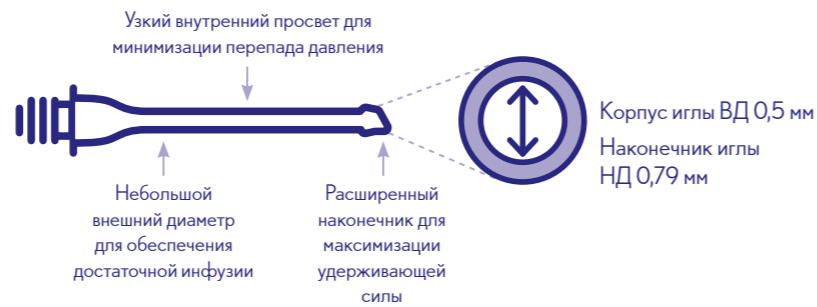 Узкий внутренний просвет для
минимизации перепада давления
Корпус иглы ВД 0,5 мм
Наконечник иглы
НД 0,79 мм
Небольшой
внешний диаметр
для обеспечения
достаточной инфузии
Расширенный
наконечник для
максимизации
удерживающей
силы